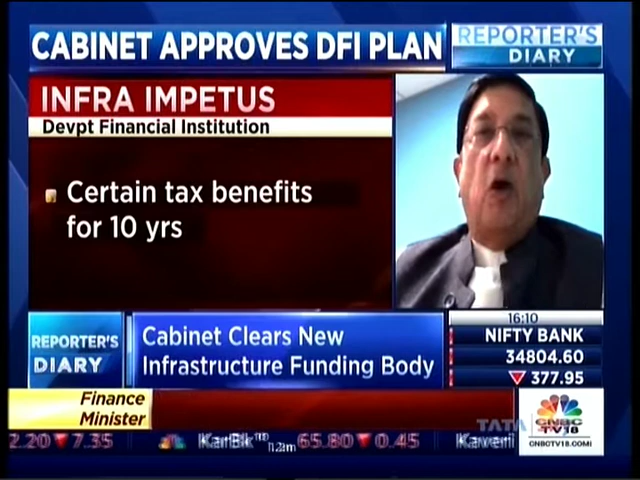 CABINET APPROVES DFI PLAN
REPORTER'S
DIARY
INFRA IMPETUS
Devpt Financial Institution
Certain tax benefits
for 10 yrs
REPORTER'S
DIARY
Cabinet Clears New
Infrastructure Funding Body
16:10
NIFTY BANK
34804.60
▼ 377.95
Finance
Minister
TATA
CNBC
TV18
CNBCTV18.COM
2.20 ▼ 7.35 KarBk 1.2m 65.80 ▼ 0.45 Kaveri